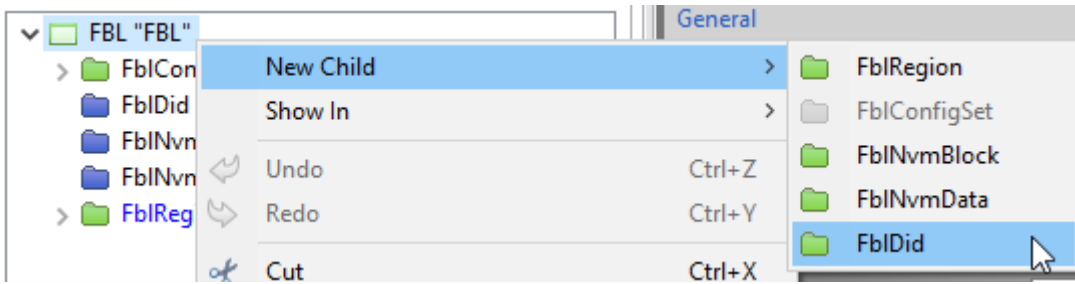 FBL "FBL"
FblCon
FblDid
FblNvn
FblNvn
FblReg
New Child
Show In
Undo Ctrl+Z
Redo Ctrl+Y
Cut Ctrl+X
General
FblRegion
FblConfigSet
FblNvmBlock
FblNvmData
FblDid